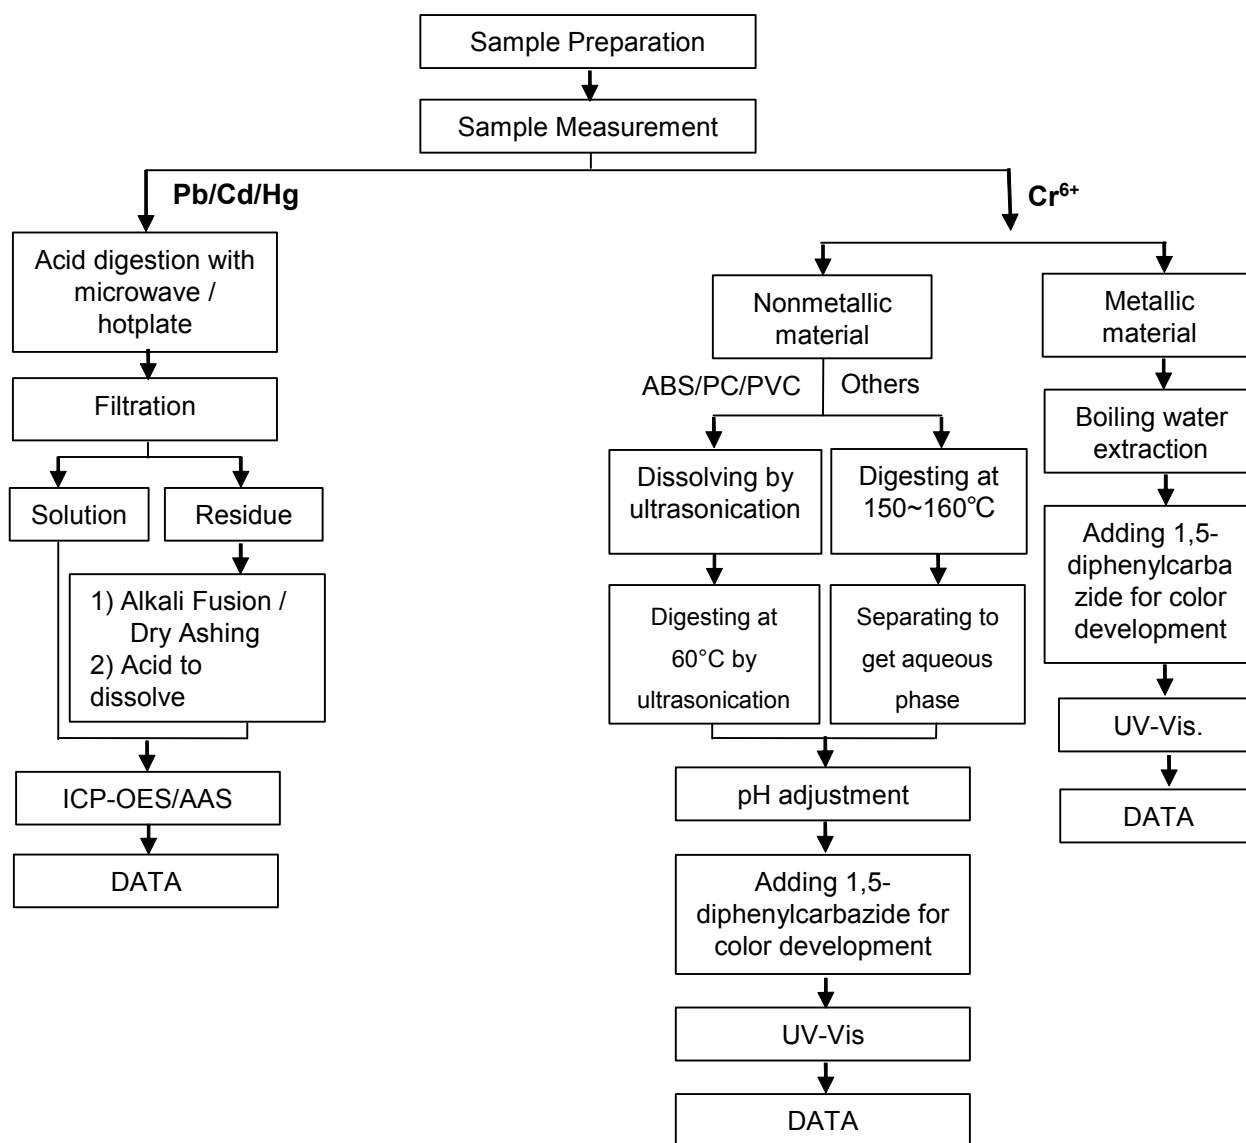 Sample Preparation
Sample Measurement
Pb/Cd/Hg
Cr⁶⁺
Acid digestion with
microwave /
hotplate
Filtration
Solution
Residue
1) Alkali Fusion /
Dry Ashing
2) Acid to
dissolve
ICP-OES/AAS
DATA
Nonmetallic
material
ABS/PC/PVC
Others
Dissolving by
ultrasonication
Digesting at
150~160℃
Digesting at
60°C by
ultrasonication
Separating to
get aqueous
phase
pH adjustment
Adding 1,5-
diphenylcarbazide for
color development
UV-Vis
DATA
Metallic
material
Boiling water
extraction
Adding 1,5-
diphenylcarba
zide for color
development
UV-Vis.
DATA